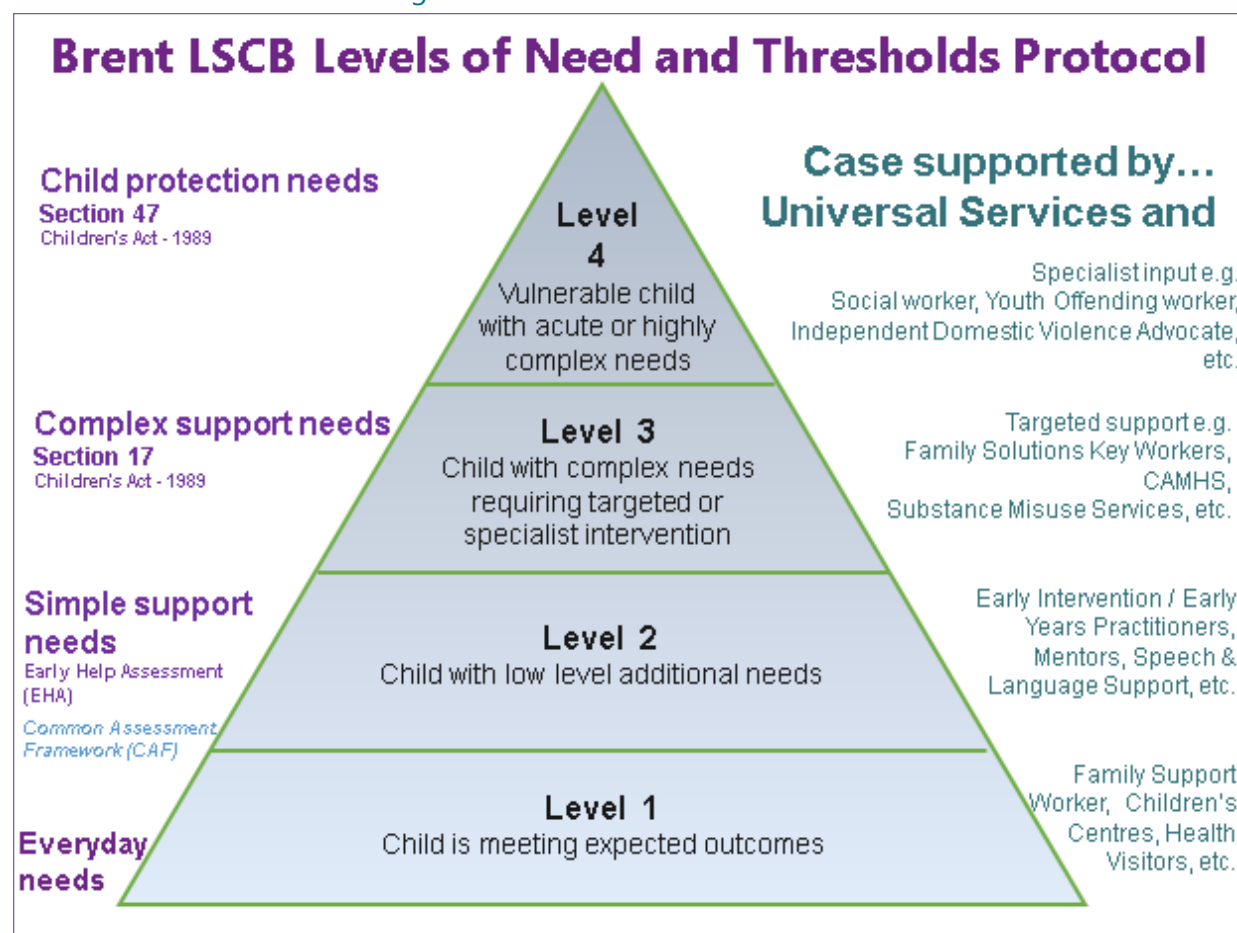 Brent LSCB Levels of Need and Thresholds Protocol
Child protection needs
Section 47
Children's Act - 1989
Level
4
Vulnerable child
with acute or highly
complex needs
Case supported by...
Universal Services and
Specialist input e.g.
Social worker, Youth Offending worker,
Independent Domestic Violence Advocate,
etc.
Complex support needs
Section 17
Children's Act - 1989
Level 3
Child with complex needs
requiring targeted or
specialist intervention
Targeted support e.g.
Family Solutions Key Workers,
CAMHS,
Substance Misuse Services, etc.
Simple support
needs
Early Help Assessment
(EHA)
Common Assessment
Framework (CAF)
Level 2
Child with low level additional needs
Early Intervention / Early
Years Practitioners,
Mentors, Speech &
Language Support, etc.
Everyday
needs
Level 1
Child is meeting expected outcomes
Family Support
Worker, Children's
Centres, Health
Visitors, etc.